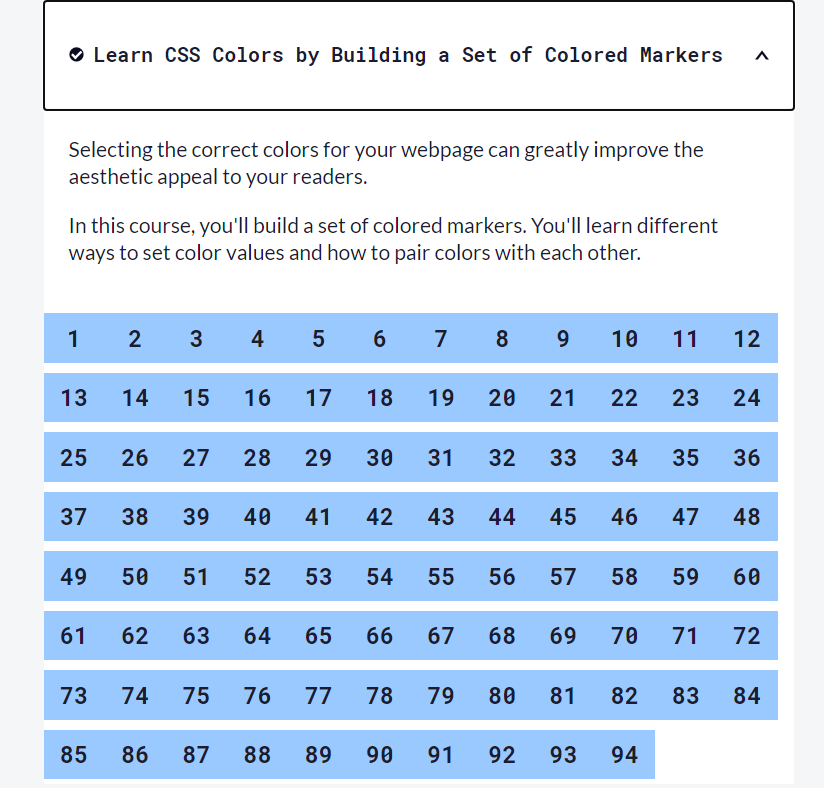 Learn CSS Colors by Building a Set of Colored Markers
Selecting the correct colors for your webpage can greatly improve the
aesthetic appeal to your readers.
In this course, you'll build a set of colored markers. You'll learn different
ways to set color values and how to pair colors with each other.
1 2 3 4 5 6 7 8 9 10 11 12
13 14 15 16 17 18 19 20 21 22 23 24
25 26 27 28 29 30 31 32 33 34 35 36
37 38 39 40 41 42 43 44 45 46 47 48
49 50 51 52 53 54 55 56 57 58 59 60
61 62 63 64 65 66 67 68 69 70 71 72
73 74 75 76 77 78 79 80 81 82 83 84
85 86 87 88 89 90 91 92 93 94